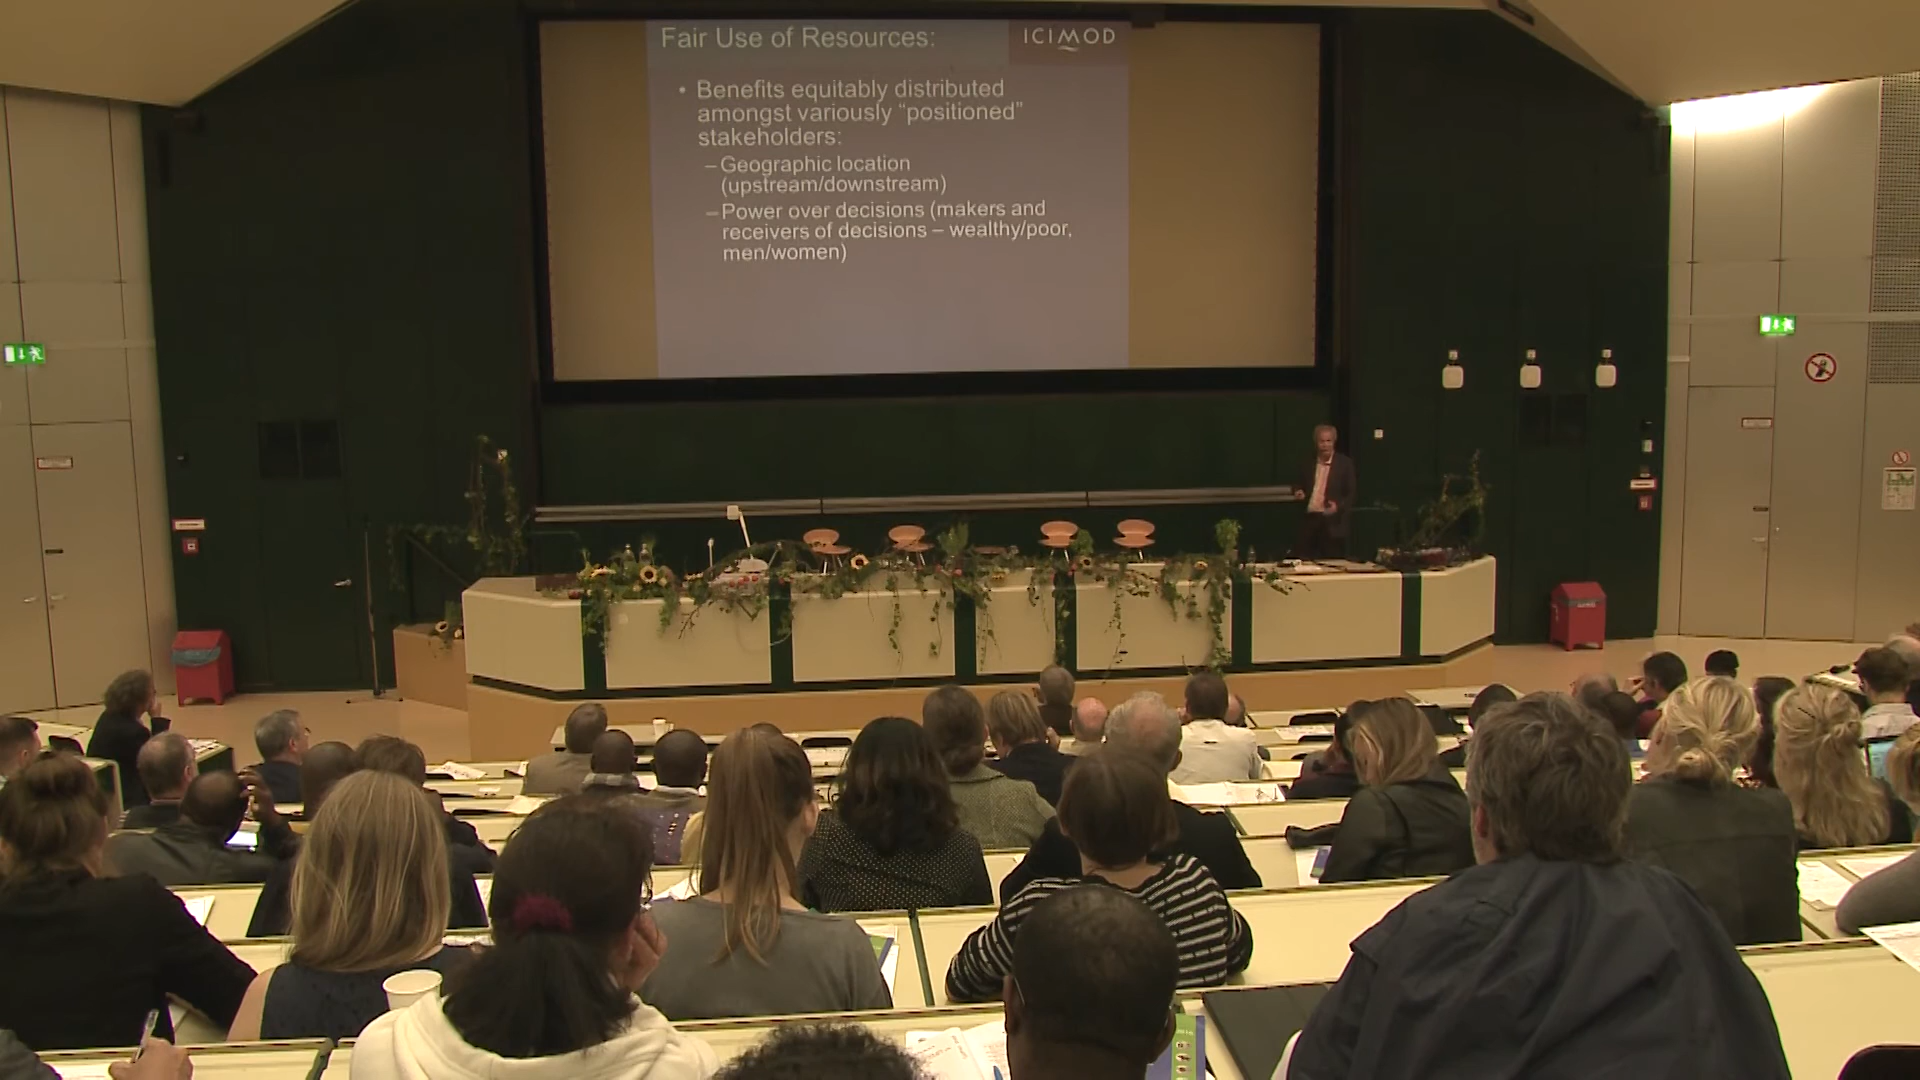 Fair Use of Resources:
ICIMOD
• Benefits equitably distributed
amongst variously “positioned”
stakeholders:
– Geographic location
(upstream/downstream)
– Power over decisions (makers and
receivers of decisions – wealthy/poor,
men/women)